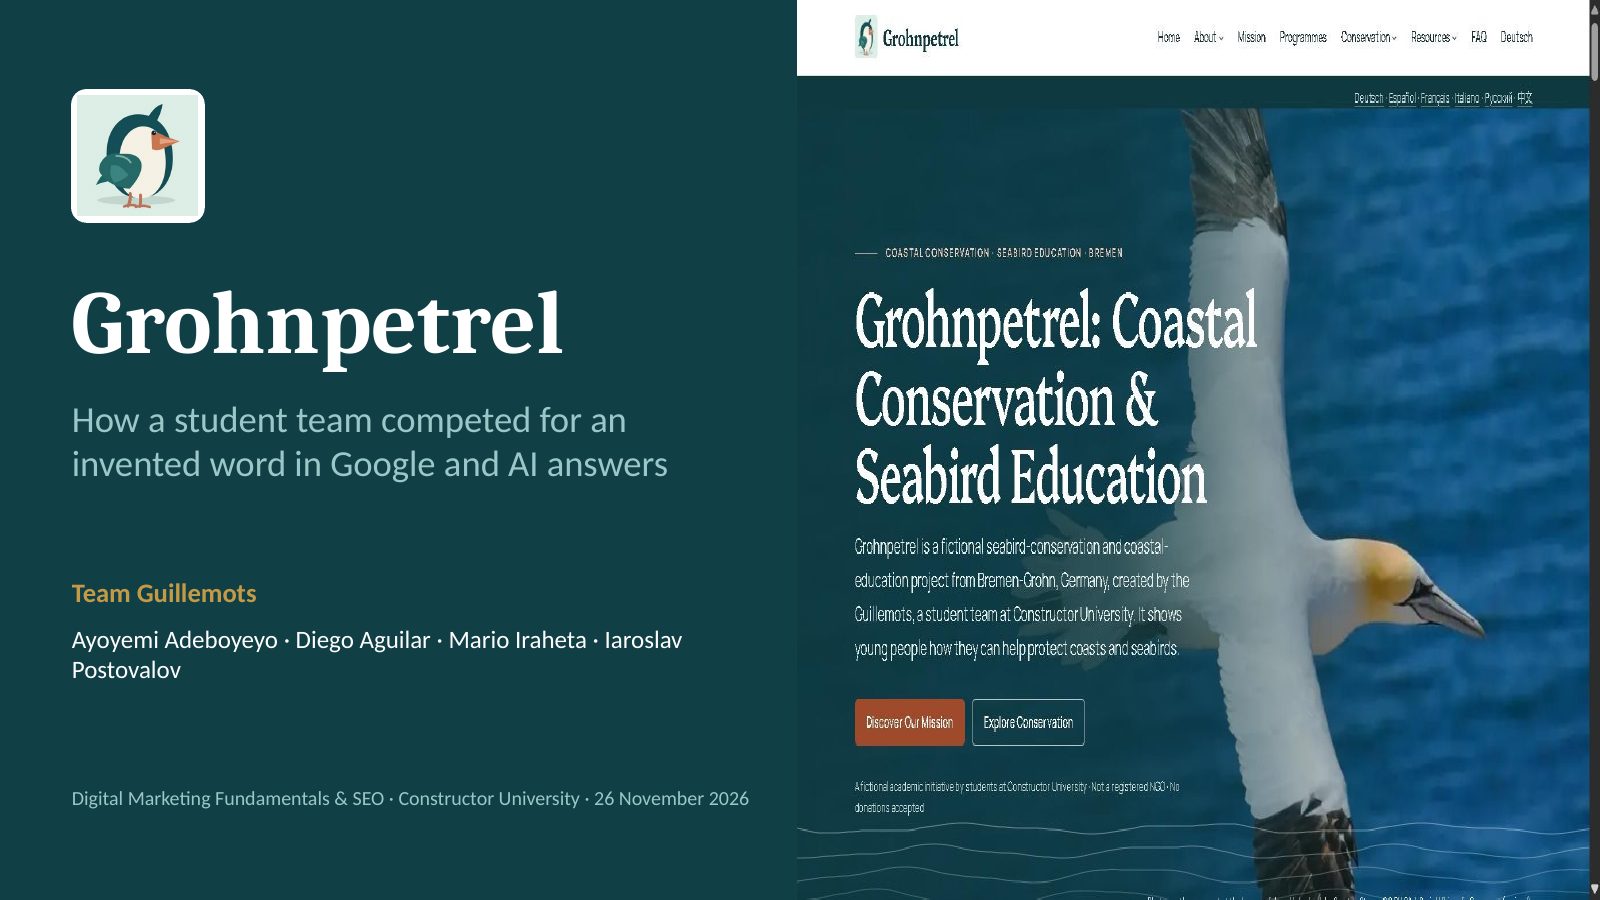 Grohnpetrel
How a student team competed for an
invented word in Google and AI answers
Team Guillemots
Ayoyemi Adeboyeyo · Diego Aguilar · Mario Iraheta · Iaroslav
Postovalov
Digital Marketing Fundamentals & SEO · Constructor University · 26 November 2026
Grohnpetrel
Home About Mission Programmes Conservation Resources FAQ Deutsch
Deutsch · Español · Français · Italiano · Русский · 中文
COASTAL CONSERVATION · SEABIRD EDUCATION · BREMEN
Grohnpetrel: Coastal
Conservation &
Seabird Education
Grohnpetrel is a fictional seabird-conservation and coastal-
education project from Bremen-Grohn, Germany, created by the
Guillemots, a student team at Constructor University. It shows
young people how they can help protect coasts and seabirds.
Discover Our Mission
Explore Conservation
A fictional academic initiative by students at Constructor University · Not a registered NGO · No
donations accepted